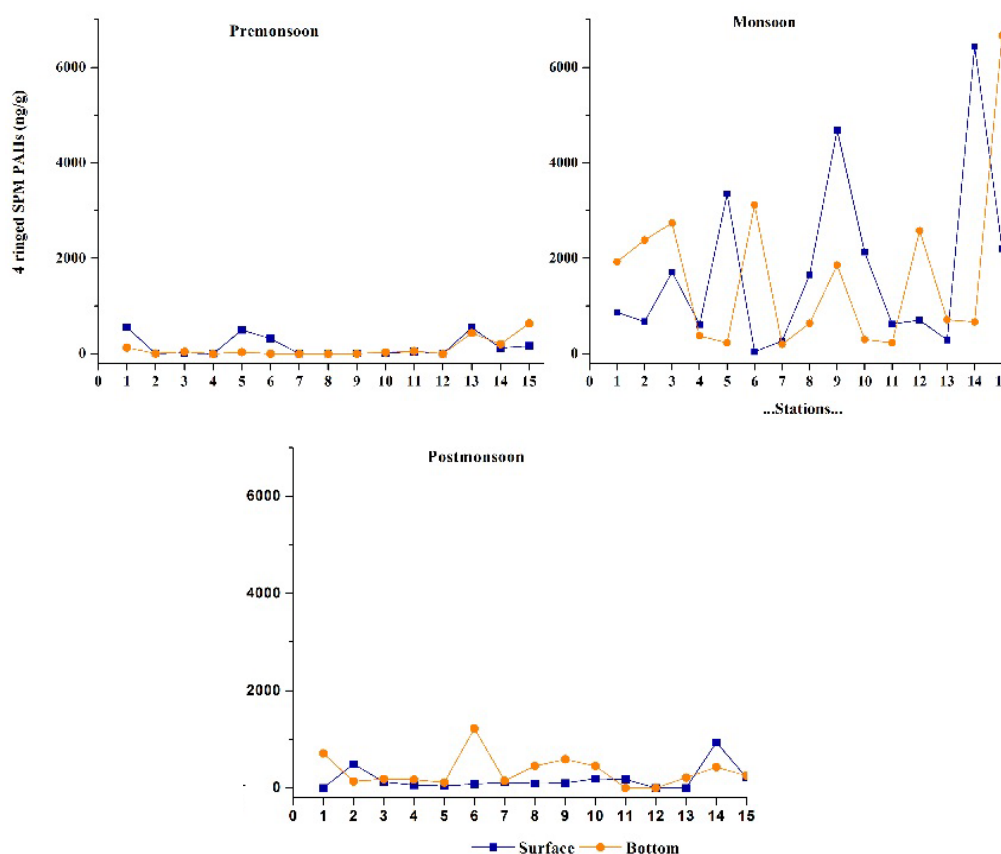 Premonsoon
4 ringed SPM PAHs (ng/g)
6000
4000
2000
0
0 1 2 3 4 5 6 7 8 9 10 11 12 13 14 15
Monsoon
6000
4000
2000
0
0 1 2 3 4 5 6 7 8 9 10 11 12 13 14 1
...Stations...
Postmonsoon
6000
4000
2000
0
0 1 2 3 4 5 6 7 8 9 10 11 12 13 14 15
Surface Bottom